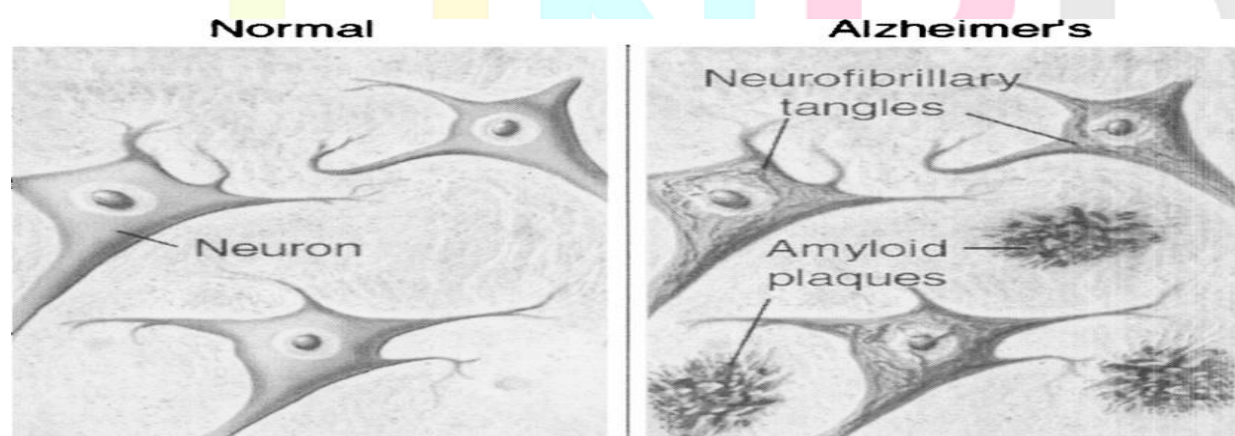 Normal
Alzheimer's
Neurofibrillary
tangles
Neuron
Amyloid
plaques